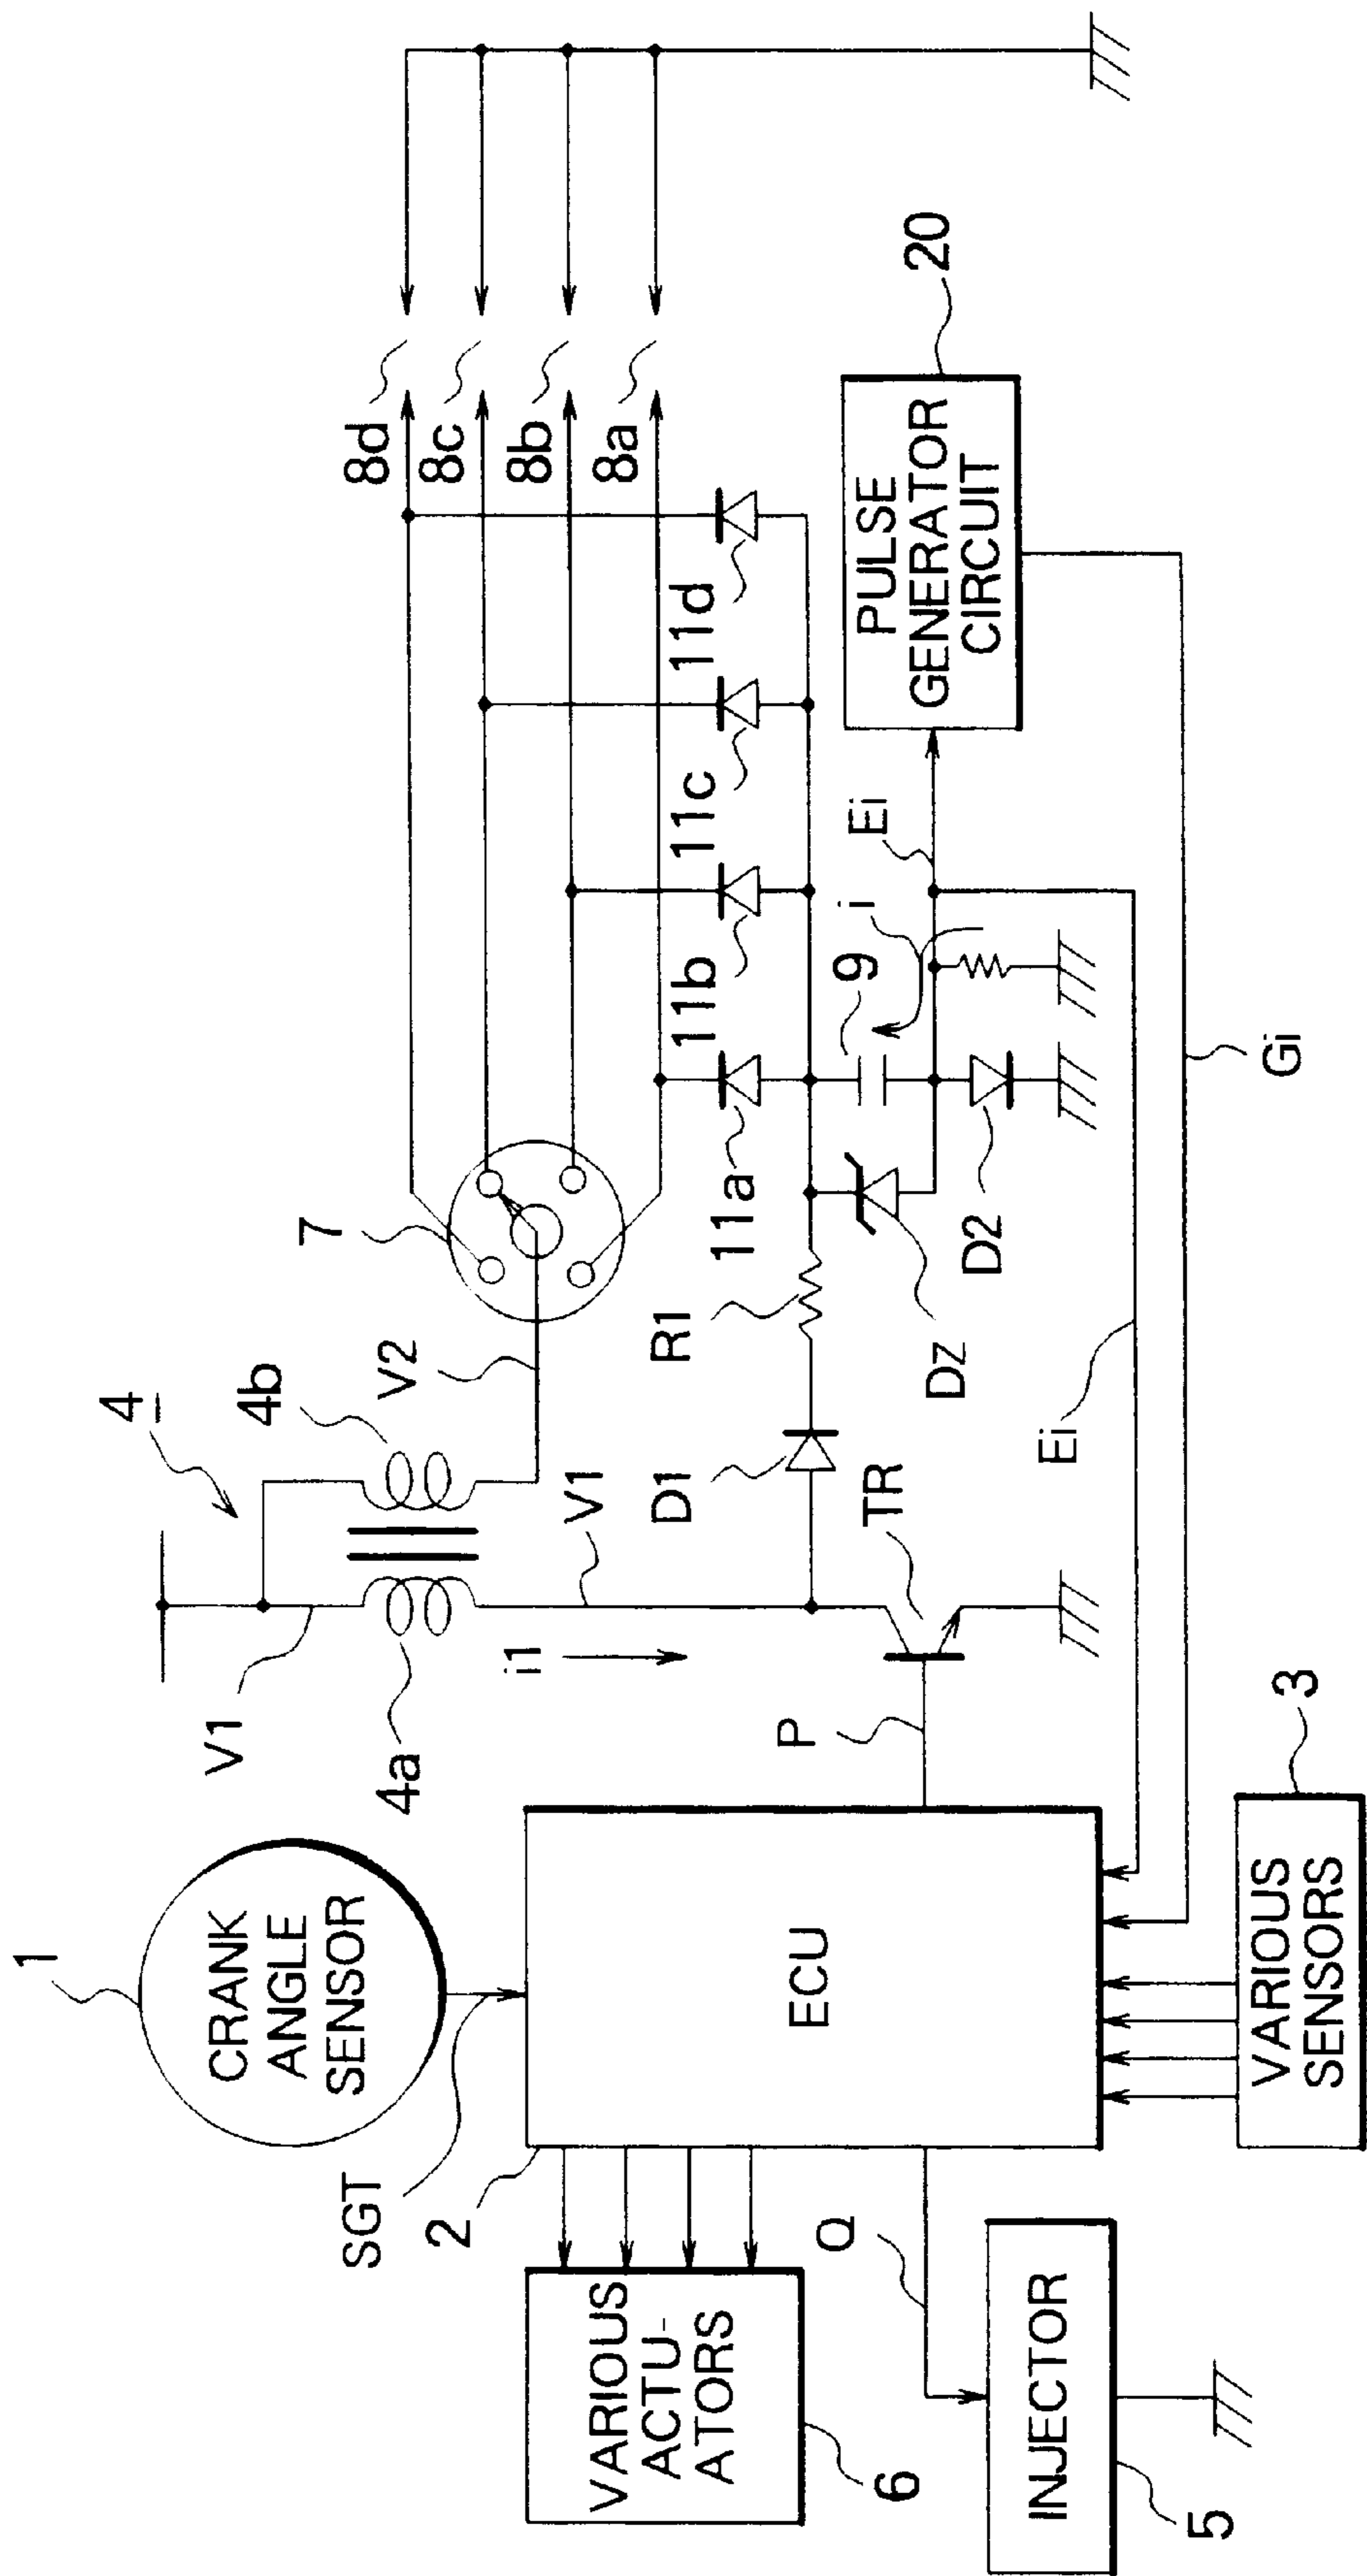 1
CRANK
ANGLE
SENSOR
SGT
2
ECU
VARIOUS
ACTU-
ATORS
6
Q
INJECTOR
5
VARIOUS
SENSORS
3
V1
4a
4
4b
i1
V1
V2
P
TR
D1
R1
7
Dz
D2
9
i
Ei
Ei
Gi
11a
11b
11c
11d
8d
8c
8b
8a
PULSE
GENERATOR
CIRCUIT
20